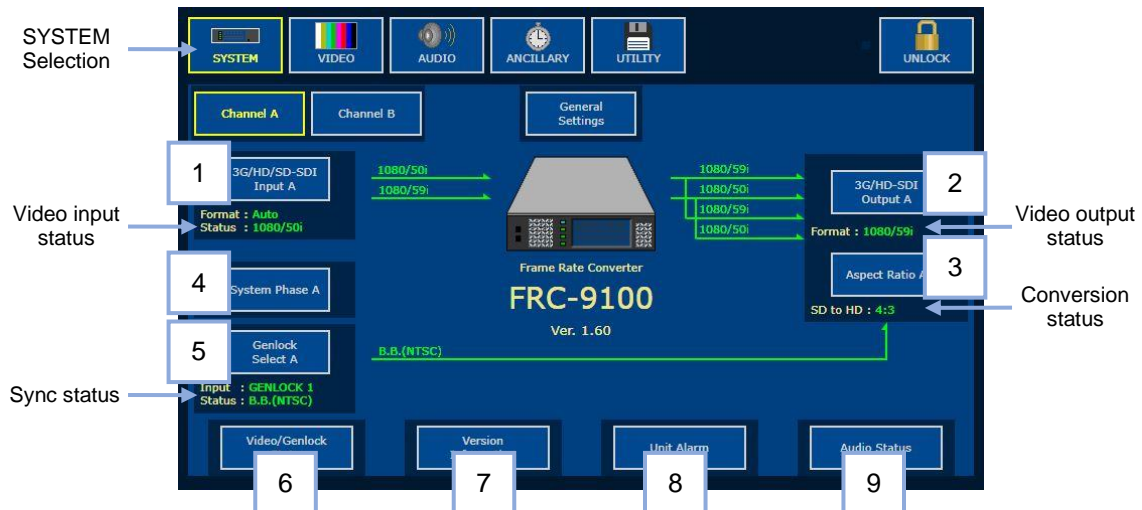 SYSTEM
Selection
SYSTEM
VIDEO
AUDIO
ANCILLARY
UTILITY
UNLOCK
Channel A
Channel B
General
Settings
1
3G/HD/SD-SDI
Input A
Format : Auto
Status : 1080/50i
Video input
status
1080/50i
1080/59i
1080/59i
1080/50i
1080/59i
1080/50i
3G/HD-SDI
Output A
2
Format : 1080/59i
Video output
status
Aspect Ratio A
3
SD to HD : 4:3
Conversion
status
4
System Phase A
Frame Rate Converter
FRC-9100
Ver. 1.60
5
Genlock
Select A
B.B.(NTSC)
Input : GENLOCK 1
Status : B.B.(NTSC)
Sync status
Video/Genlock
6
Version
7
Unit Alarm
8
Audio Status
9